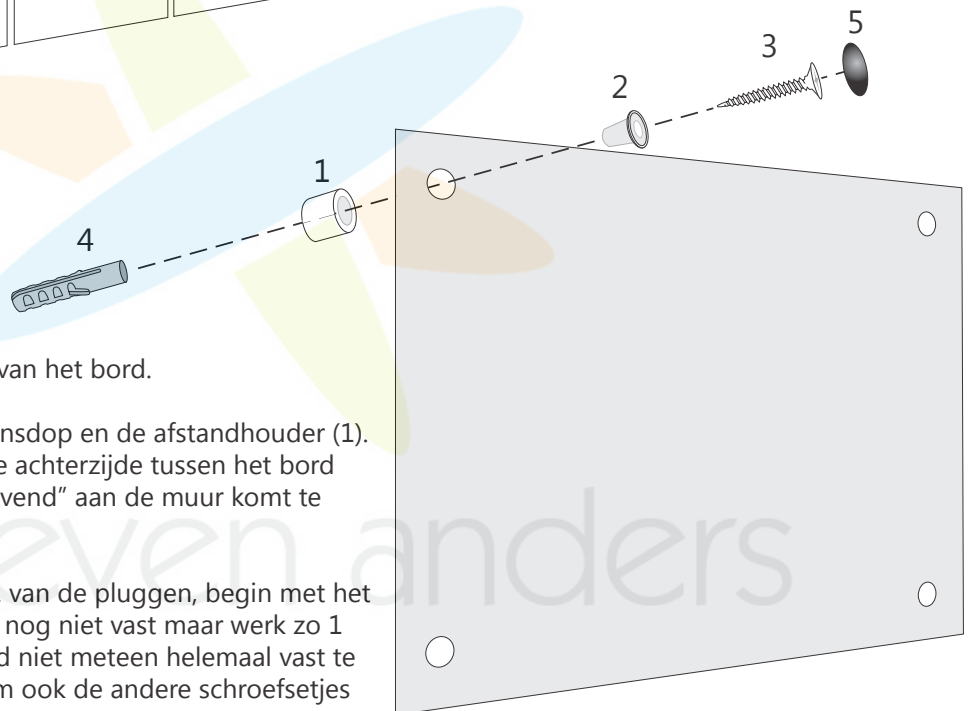 5
3
2
1
4
van het bord.
nsdop en de afstandhouder (1).
e achterzijde tussen het bord
vend” aan de muur komt te
even anders
van de pluggen, begin met het
nog niet vast maar werk zo 1
d niet meteen helemaal vast te
m ook de andere schroefsetjes